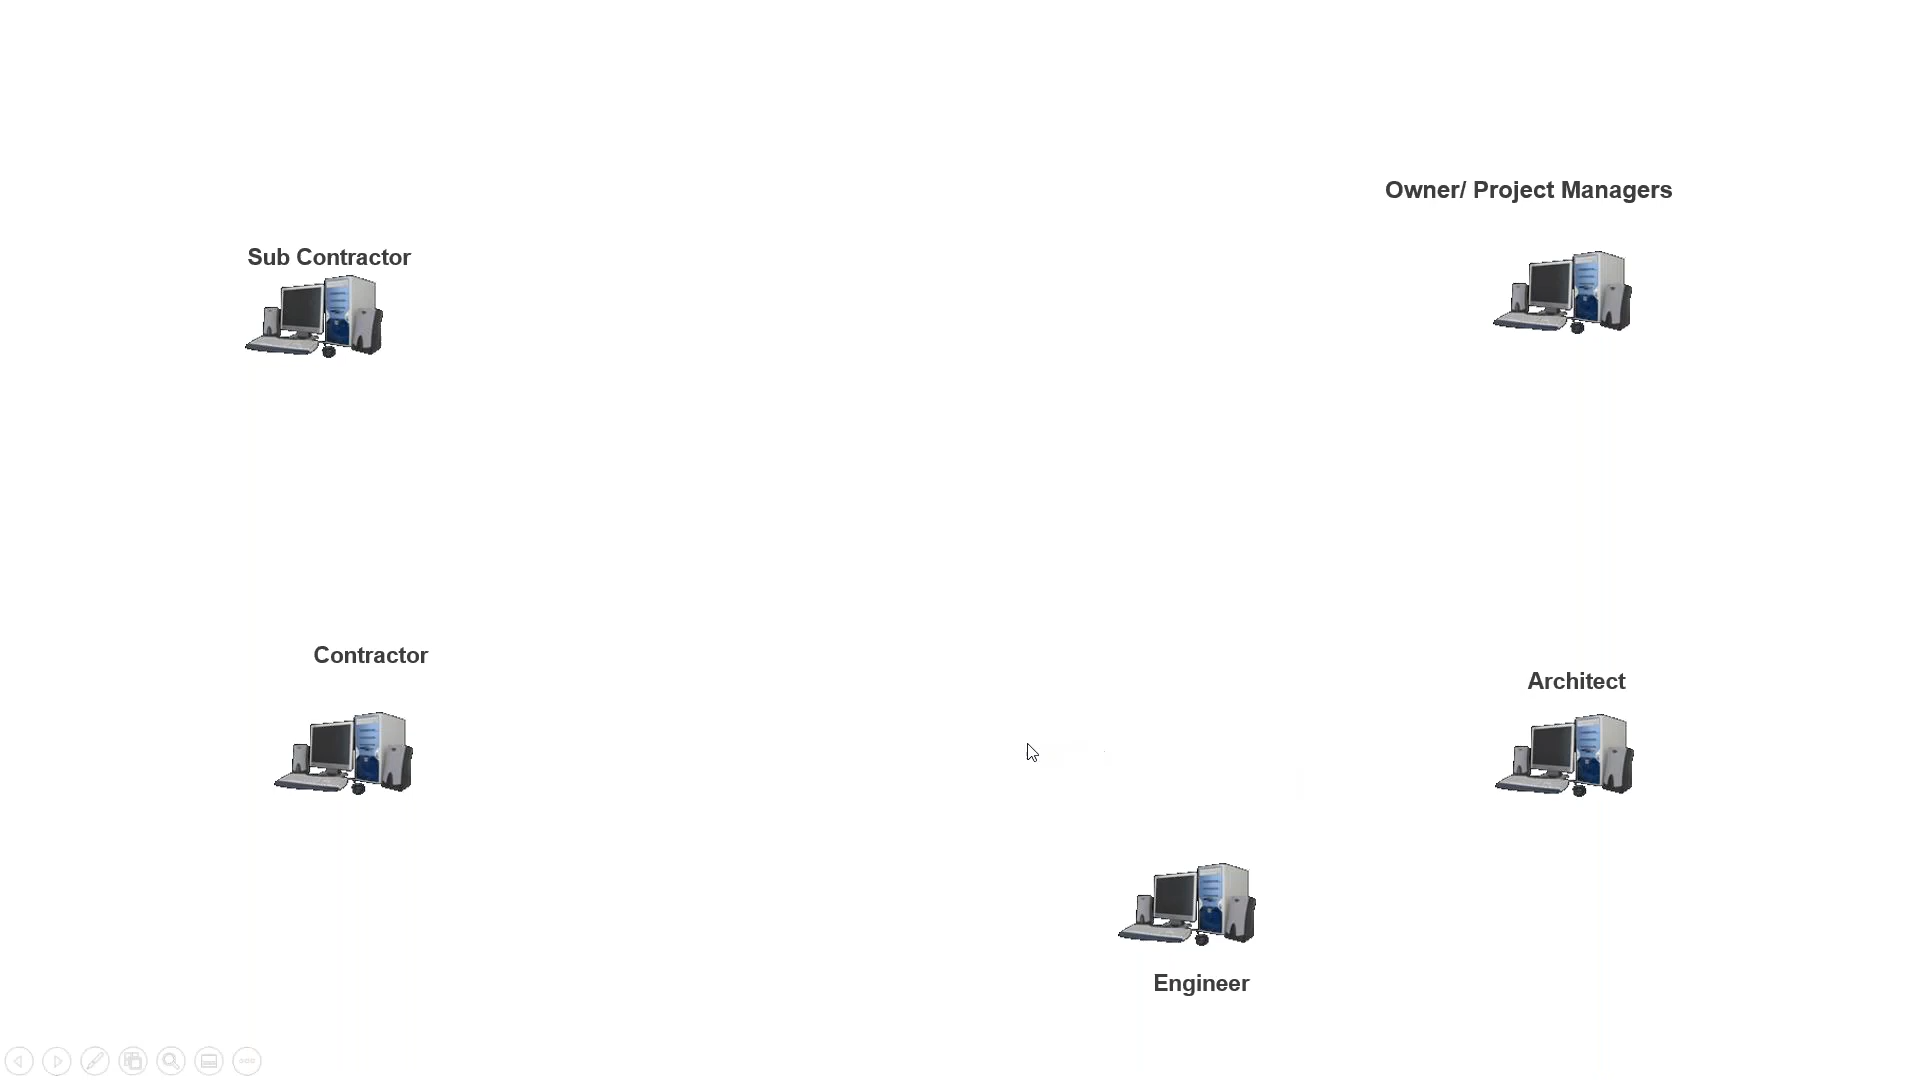 Owner/ Project Managers
Sub Contractor
Contractor
Architect
Engineer